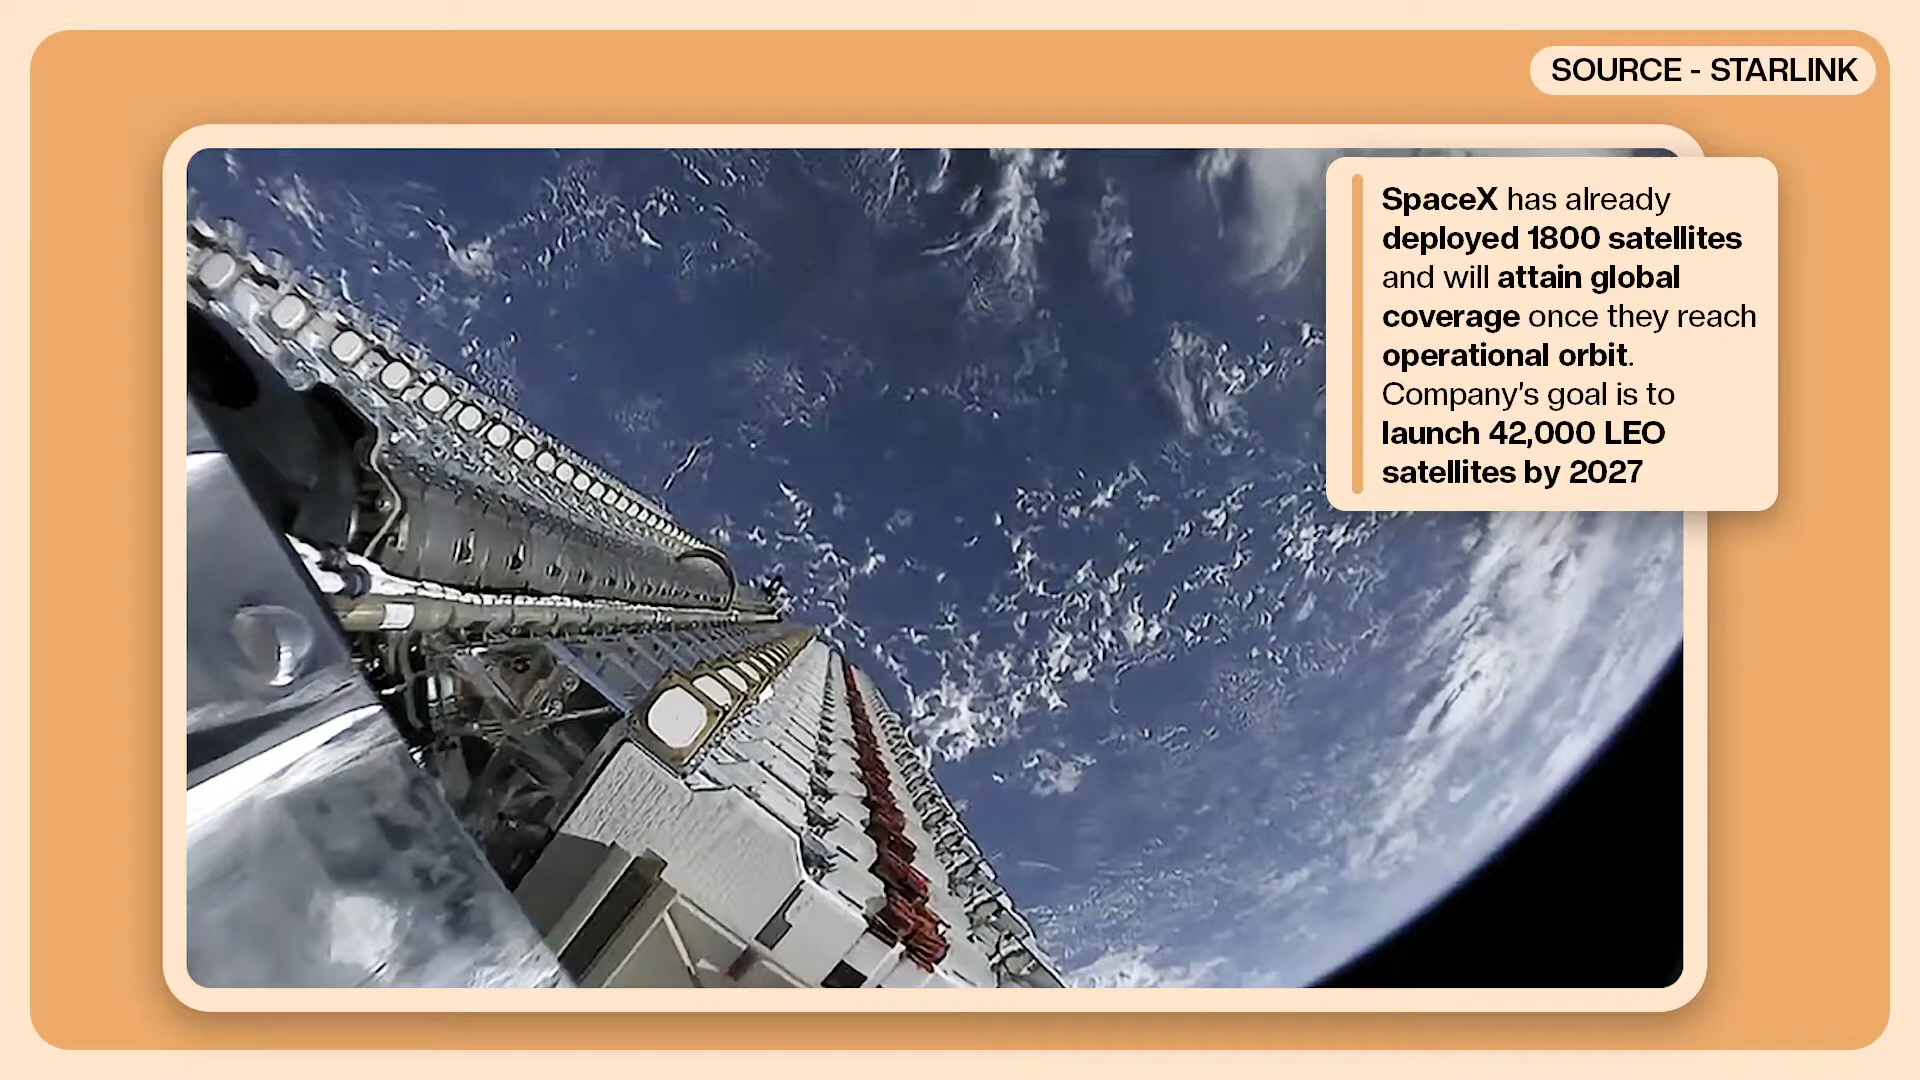 SOURCE - STARLINK
SpaceX has already
deployed 1800 satellites
and will attain global
coverage once they reach
operational orbit.
Company's goal is to
launch 42,000 LEO
satellites by 2027